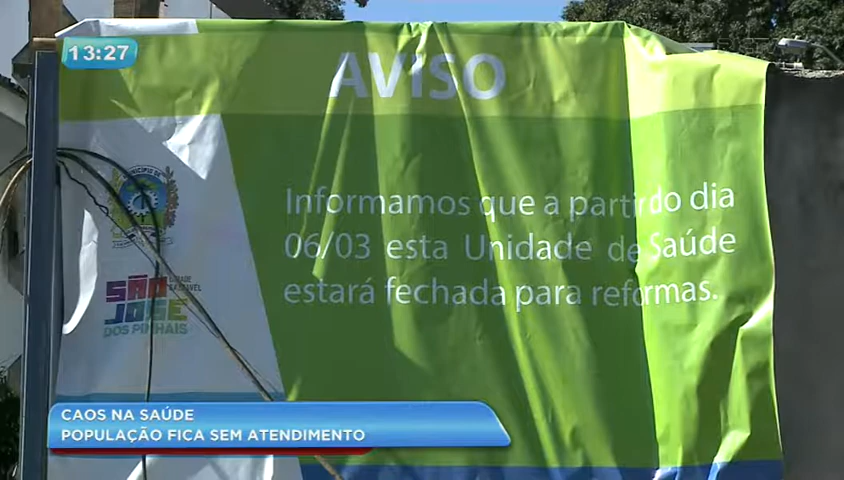 13:27
AVISO
Informamos que a partir do dia
06/03 esta Unidade de Saúde
estará fechada para reformas.
SÃO
JOSÉ
DOS PINHAIS
CAOS NA SAÚDE
POPULAÇÃO FICA SEM ATENDIMENTO